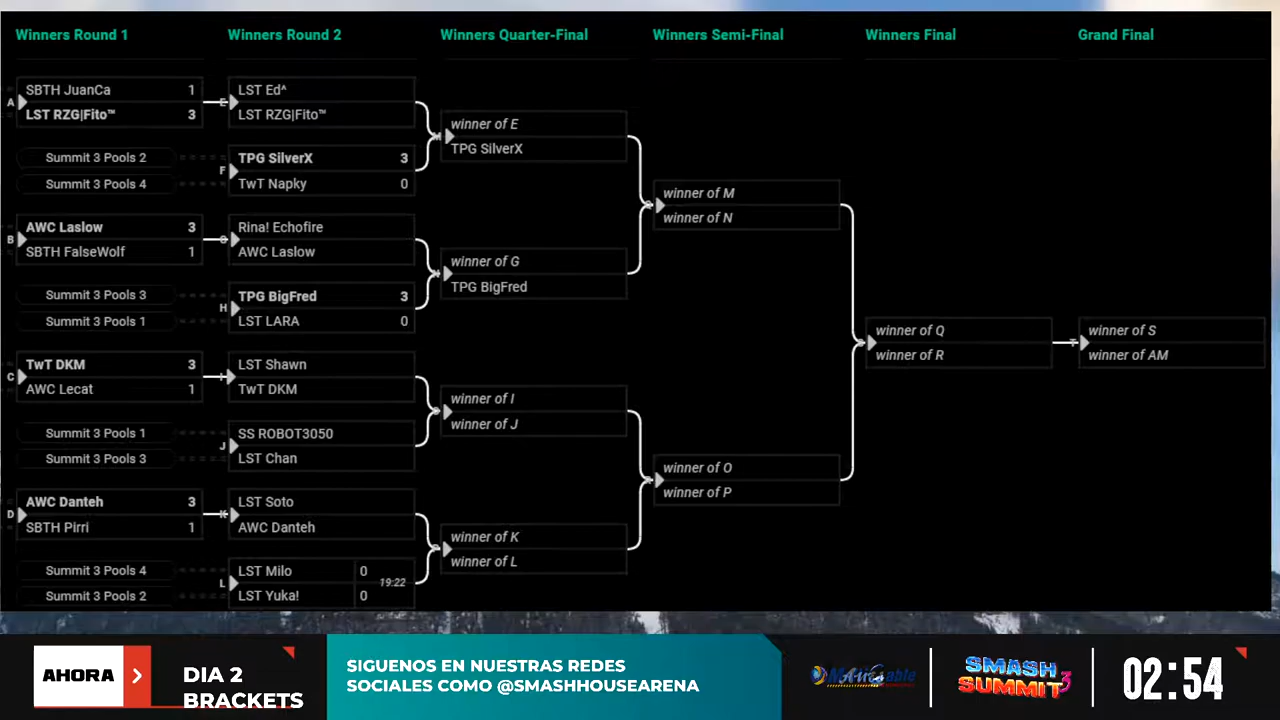 Winners Round 1
Winners Round 2
Winners Quarter-Final
Winners Semi-Final
Winners Final
Grand Final
A
SBTH JuanCa 1
LST RZG|Fito™ 3
Summit 3 Pools 2
Summit 3 Pools 4
B
AWC Laslow 3
SBTH FalseWolf 1
Summit 3 Pools 3
Summit 3 Pools 1
C
TwT DKM 3
AWC Lecat 1
Summit 3 Pools 1
Summit 3 Pools 3
D
AWC Danteh 3
SBTH Pirri 1
Summit 3 Pools 4
Summit 3 Pools 2
LST Ed^
LST RZG|Fito™
F
TPG SilverX 3
TwT Napky 0
Rina! Echofire
AWC Laslow
H
TPG BigFred 3
LST LARA 0
LST Shawn
TwT DKM
J
SS ROBOT3050
LST Chan
LST Soto
AWC Danteh
L
LST Milo 0
19:22
LST Yuka! 0
winner of E
TPG SilverX
winner of G
TPG BigFred
winner of I
winner of J
winner of K
winner of L
winner of M
winner of N
winner of O
winner of P
winner of Q
winner of R
winner of S
winner of AM
AHORA
DIA 2
BRACKETS
SIGUENOS EN NUESTRAS REDES
SOCIALES COMO @SMASHHOUSEARENA
SMASH
SUMMIT 3
02:54